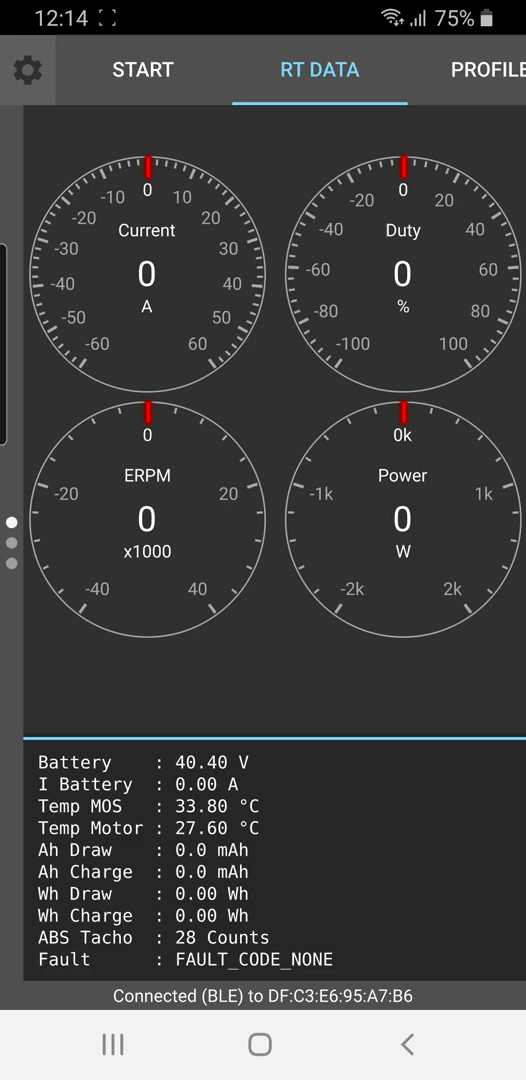 12:14 75%
START RT DATA PROFILE
0
-10 10
-20 20
-30 30
-40 40
-50 50
-60 60
Current
0
A
0
-20 20
-40 40
-60 60
-80 80
-100 100
Duty
0
%
0
-20 20
-40 40
ERPM
0
x1000
0k
-1k 1k
-2k 2k
Power
0
W
Battery : 40.40 V
I Battery : 0.00 A
Temp MOS : 33.80 °C
Temp Motor : 27.60 °C
Ah Draw : 0.0 mAh
Ah Charge : 0.0 mAh
Wh Draw : 0.00 Wh
Wh Charge : 0.00 Wh
ABS Tacho : 28 Counts
Fault : FAULT_CODE_NONE
Connected (BLE) to DF:C3:E6:95:A7:B6